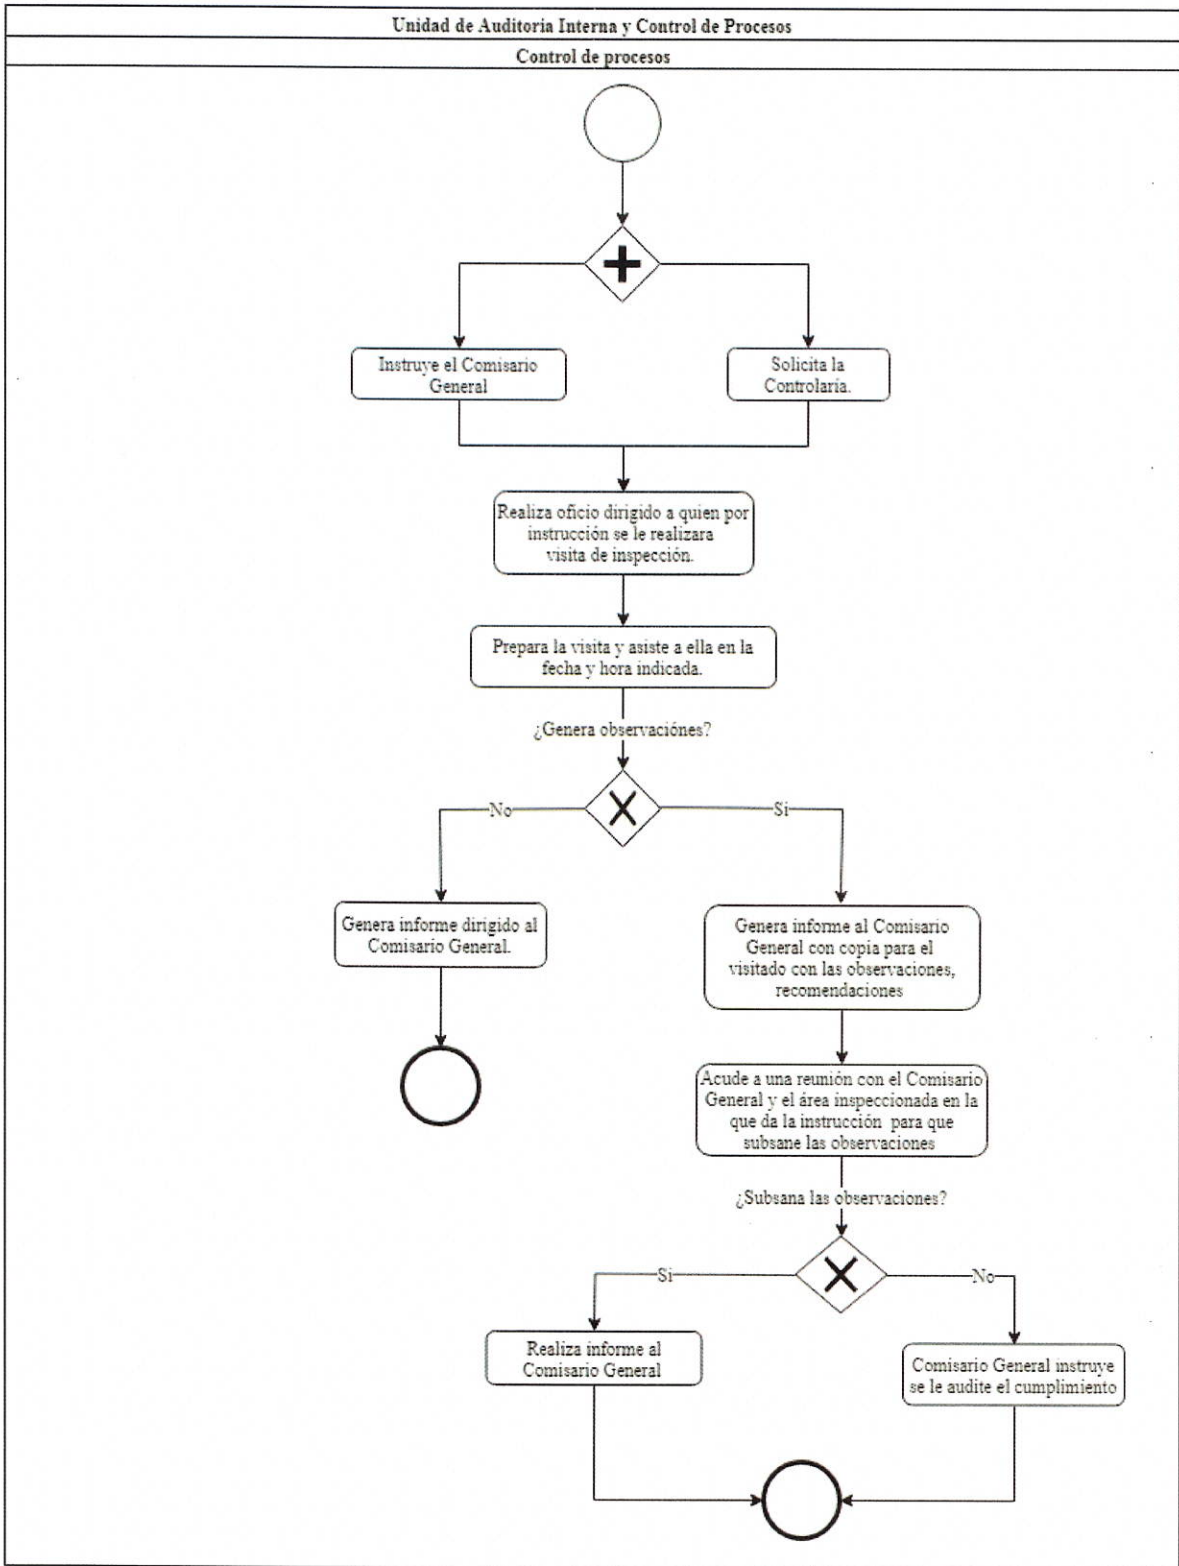 Unidad de Auditoria Interna y Control de Procesos
Control de procesos
Instruye el Comisario
General
Solicita la
Controlaría.
Realiza oficio dirigido a quien por
instrucción se le realizara
visita de inspección.
Prepara la visita y asiste a ella en la
fecha y hora indicada.
¿Genera observaciónes?
No
Si
Genera informe dirigido al
Comisario General.
Genera informe al Comisario
General con copia para el
visitado con las observaciones,
recomendaciones
Acude a una reunión con el Comisario
General y el área inspeccionada en la
que da la instrucción para que
subsane las observaciones
¿Subsana las observaciones?
Si
No
Realiza informe al
Comisario General
Comisario General instruye
se le audite el cumplimiento